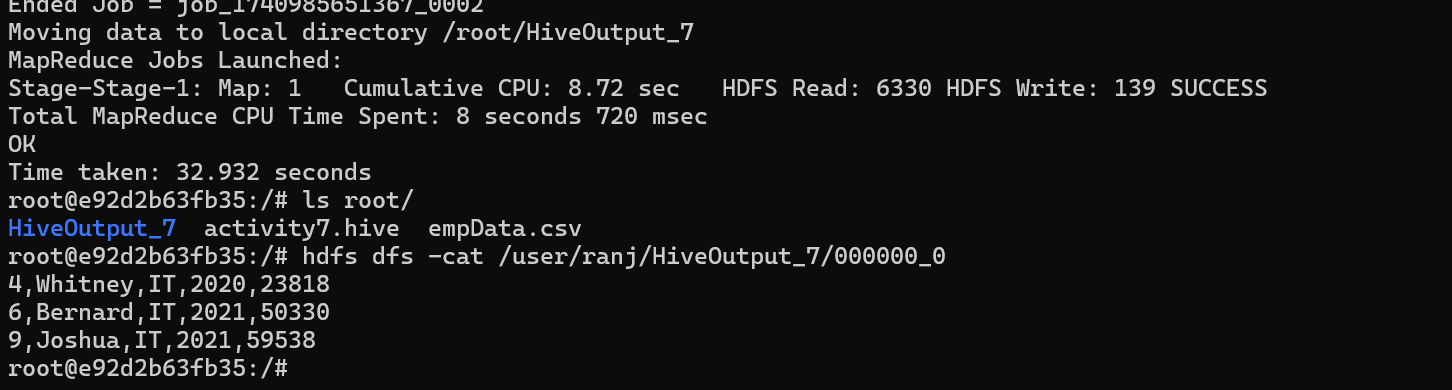 Ended Job = job_1740985651367_0002
Moving data to local directory /root/HiveOutput_7
MapReduce Jobs Launched:
Stage-Stage-1: Map: 1   Cumulative CPU: 8.72 sec   HDFS Read: 6330 HDFS Write: 139 SUCCESS
Total MapReduce CPU Time Spent: 8 seconds 720 msec
OK
Time taken: 32.932 seconds
root@e92d2b63fb35:/# ls root/
HiveOutput_7  activity7.hive  empData.csv
root@e92d2b63fb35:/# hdfs dfs -cat /user/ranj/HiveOutput_7/000000_0
4,Whitney,IT,2020,23818
6,Bernard,IT,2021,50330
9,Joshua,IT,2021,59538
root@e92d2b63fb35:/#